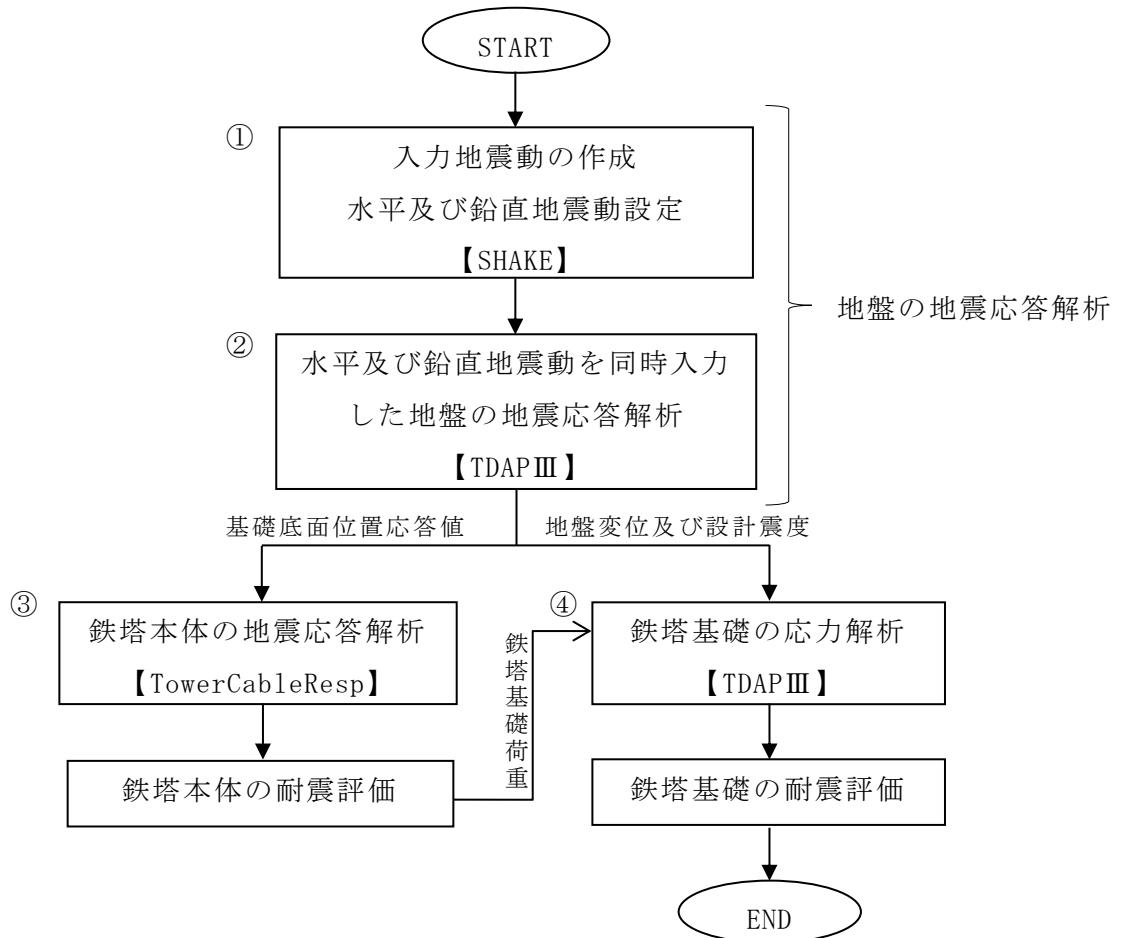 START
①
入力地震動の作成
水平及び鉛直地震動設定
【SHAKE】
地盤の地震応答解析
②
水平及び鉛直地震動を同時入力
した地盤の地震応答解析
【TDAPⅢ】
基礎底面位置応答値
地盤変位及び設計震度
③
鉄塔本体の地震応答解析
【TowerCableResp】
鉄塔本体の耐震評価
鉄塔基礎荷重
④
鉄塔基礎の応力解析
【TDAPⅢ】
鉄塔基礎の耐震評価
END